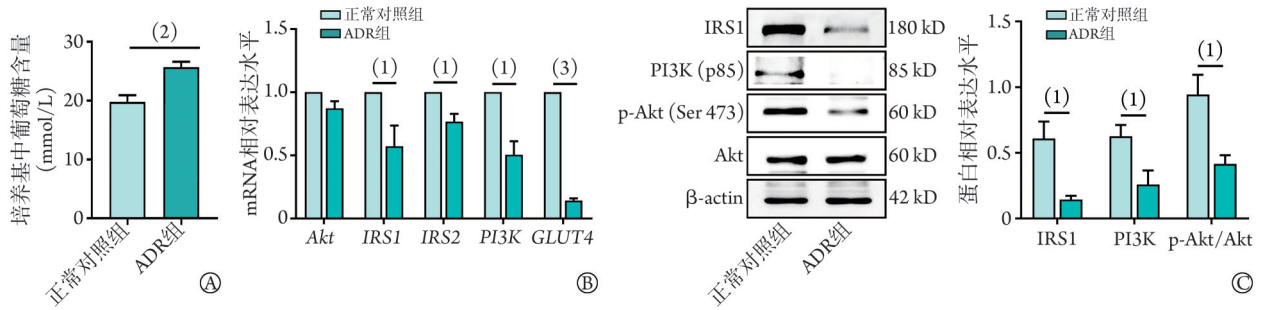 培养基中葡萄糖含量
(mmol/L)
30
20
10
0
(2)
正常对照组
ADR组
A
正常对照组
ADR组
mRNA相对表达水平
1.5
1.0
0.5
0
(1)
(1)
(1)
(3)
Akt
IRS1
IRS2
PI3K
GLUT4
B
IRS1
180 kD
PI3K (p85)
85 kD
p-Akt (Ser 473)
60 kD
Akt
60 kD
β-actin
42 kD
正常对照组
ADR组
正常对照组
ADR组
蛋白相对表达水平
1.5
1.0
0.5
0
(1)
(1)
(1)
IRS1
PI3K
p-Akt/Akt
C